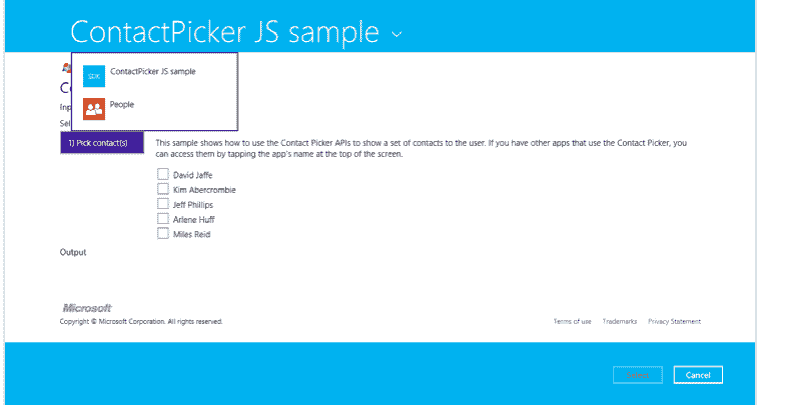 ContactPicker JS sample
SDK
ContactPicker JS sample
People
C
Inp
Sel
1) Pick contact(s)
This sample shows how to use the Contact Picker APIs to show a set of contacts to the user. If you have other apps that use the Contact Picker, you
can access them by tapping the app's name at the top of the screen.
David Jaffe
Kim Abercrombie
Jeff Phillips
Arlene Huff
Miles Reid
Output
Microsoft
Copyright © Microsoft Corporation. All rights reserved.
Terms of use Trademarks Privacy Statement
Select Cancel